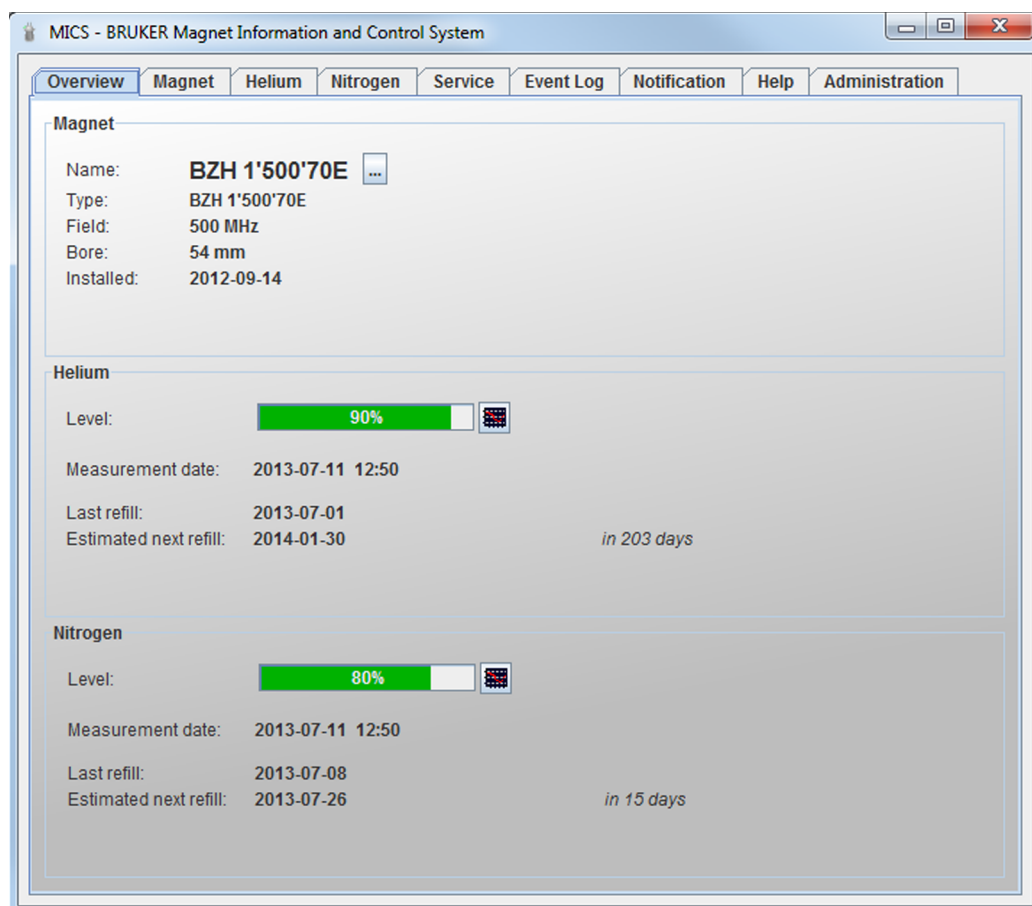 MICS - BRUKER Magnet Information and Control System
Overview Magnet Helium Nitrogen Service Event Log Notification Help Administration
Magnet
Name: BZH 1'500'70E ...
Type: BZH 1'500'70E
Field: 500 MHz
Bore: 54 mm
Installed: 2012-09-14
Helium
Level: 90%
Measurement date: 2013-07-11 12:50
Last refill: 2013-07-01
Estimated next refill: 2014-01-30 in 203 days
Nitrogen
Level: 80%
Measurement date: 2013-07-11 12:50
Last refill: 2013-07-08
Estimated next refill: 2013-07-26 in 15 days